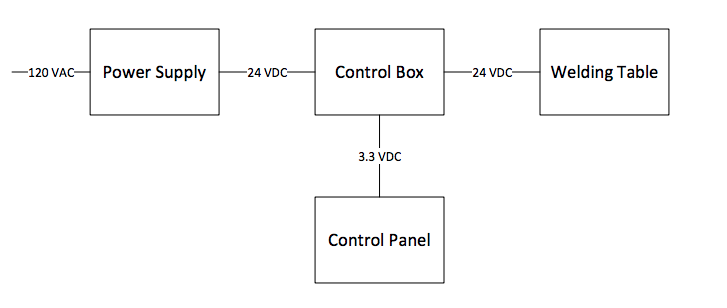 120 VAC
Power Supply
24 VDC
Control Box
24 VDC
Welding Table
3.3 VDC
Control Panel